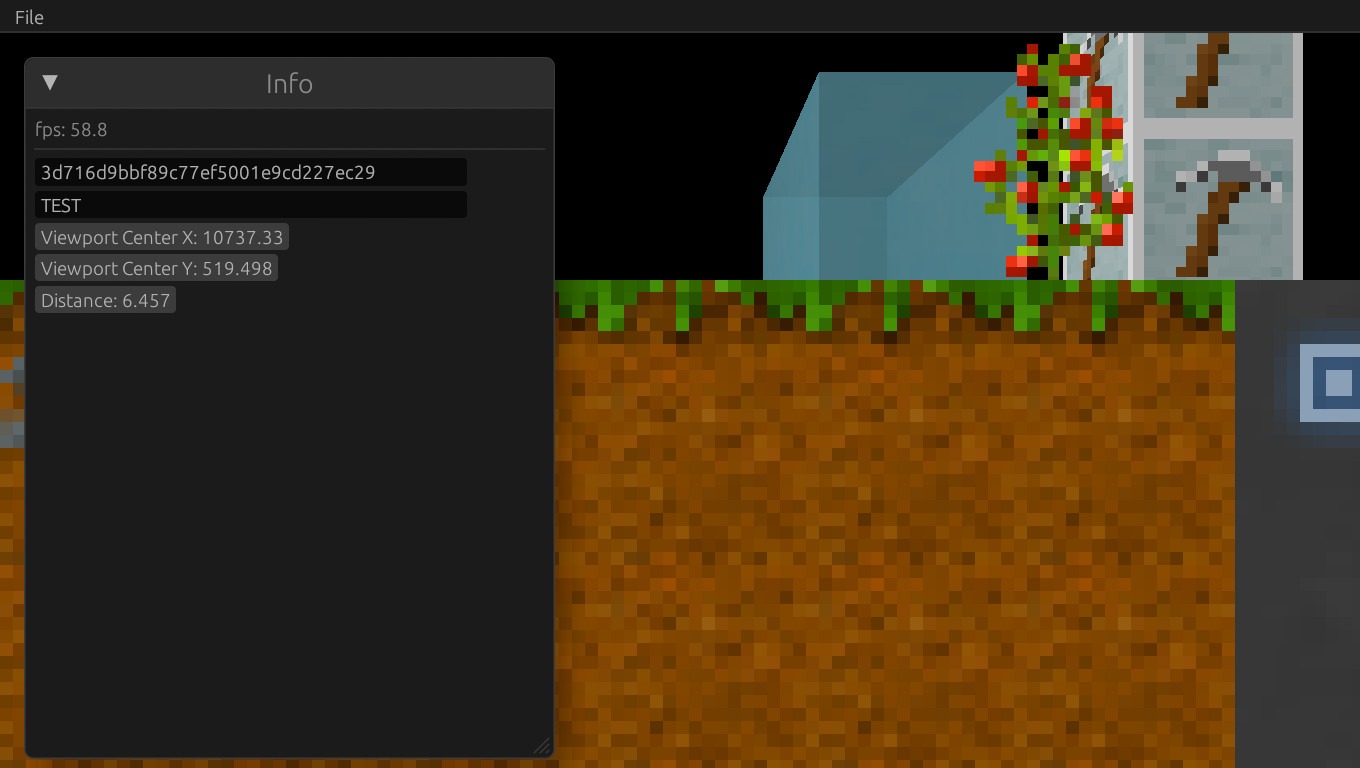 File
Info
fps: 58.8
3d716d9bbf89c77ef5001e9cd227ec29
TEST
Viewport Center X: 10737.33
Viewport Center Y: 519.498
Distance: 6.457